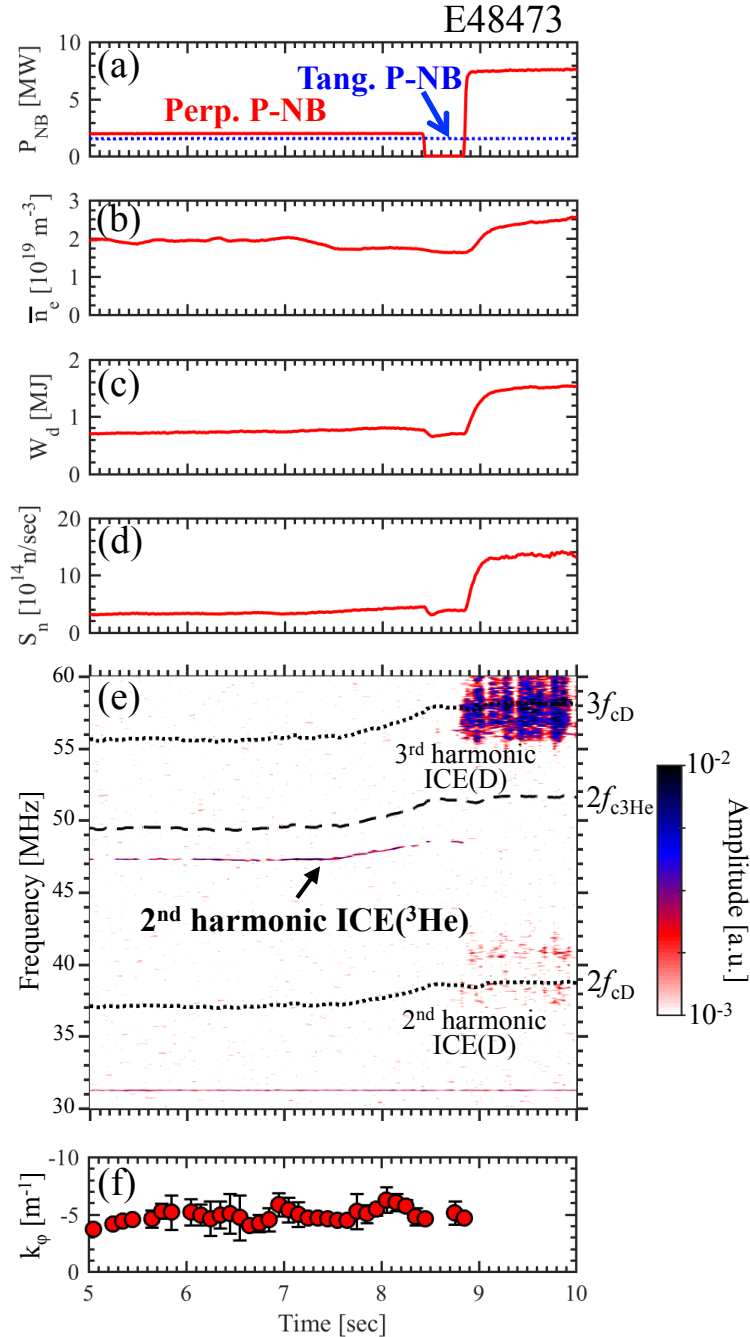 E48473
(a)
Tang. P-NB
Perp. P-NB
P_NB [MW]
10
5
0
(b)
n̅_e [10^19 m^-3]
3
2
1
0
(c)
W_d [MJ]
2
1
0
(d)
S_n [10^14 n/sec]
20
10
0
(e)
Frequency [MHz]
60
55
50
45
40
35
30
3f_cD
3rd harmonic
ICE(D)
2f_c3He
2nd harmonic ICE(3He)
2f_cD
2nd harmonic
ICE(D)
10^-2
Amplitude [a.u.]
10^-3
(f)
k_φ [m^-1]
-10
-5
0
5 6 7 8 9 10
Time [sec]